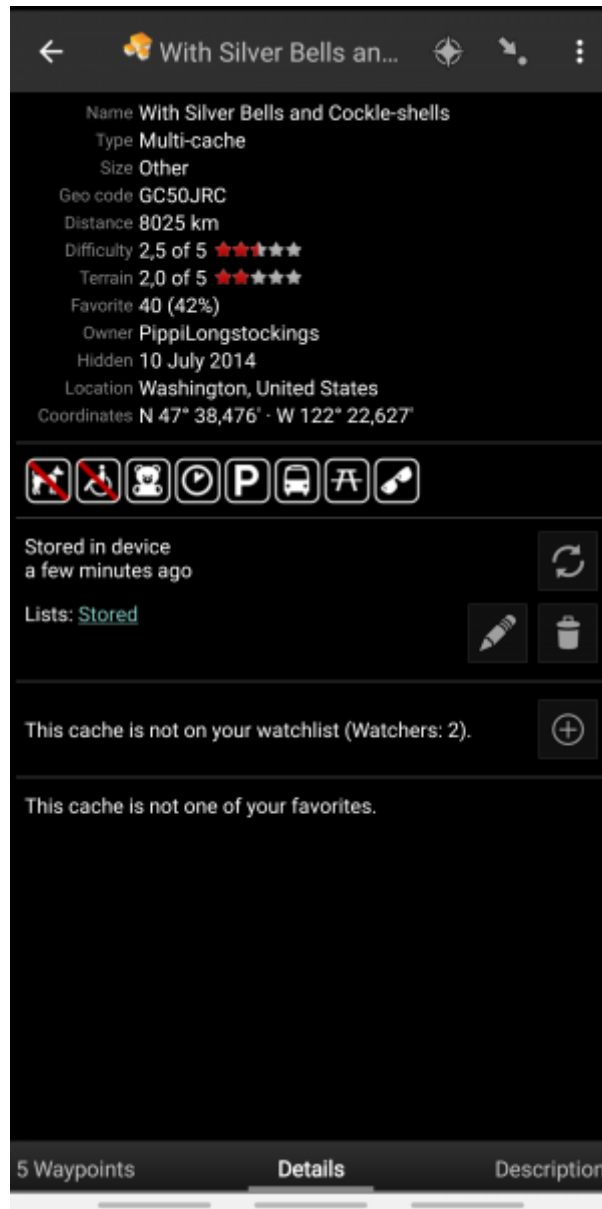 With Silver Bells an...
Name With Silver Bells and Cockle-shells
Type Multi-cache
Size Other
Geo code GC50JRC
Distance 8025 km
Difficulty 2,5 of 5
Terrain 2,0 of 5
Favorite 40 (42%)
Owner PippiLongstockings
Hidden 10 July 2014
Location Washington, United States
Coordinates N 47° 38,476' · W 122° 22,627'
P
Stored in device
a few minutes ago
Lists: Stored
This cache is not on your watchlist (Watchers: 2).
This cache is not one of your favorites.
5 Waypoints Details Description